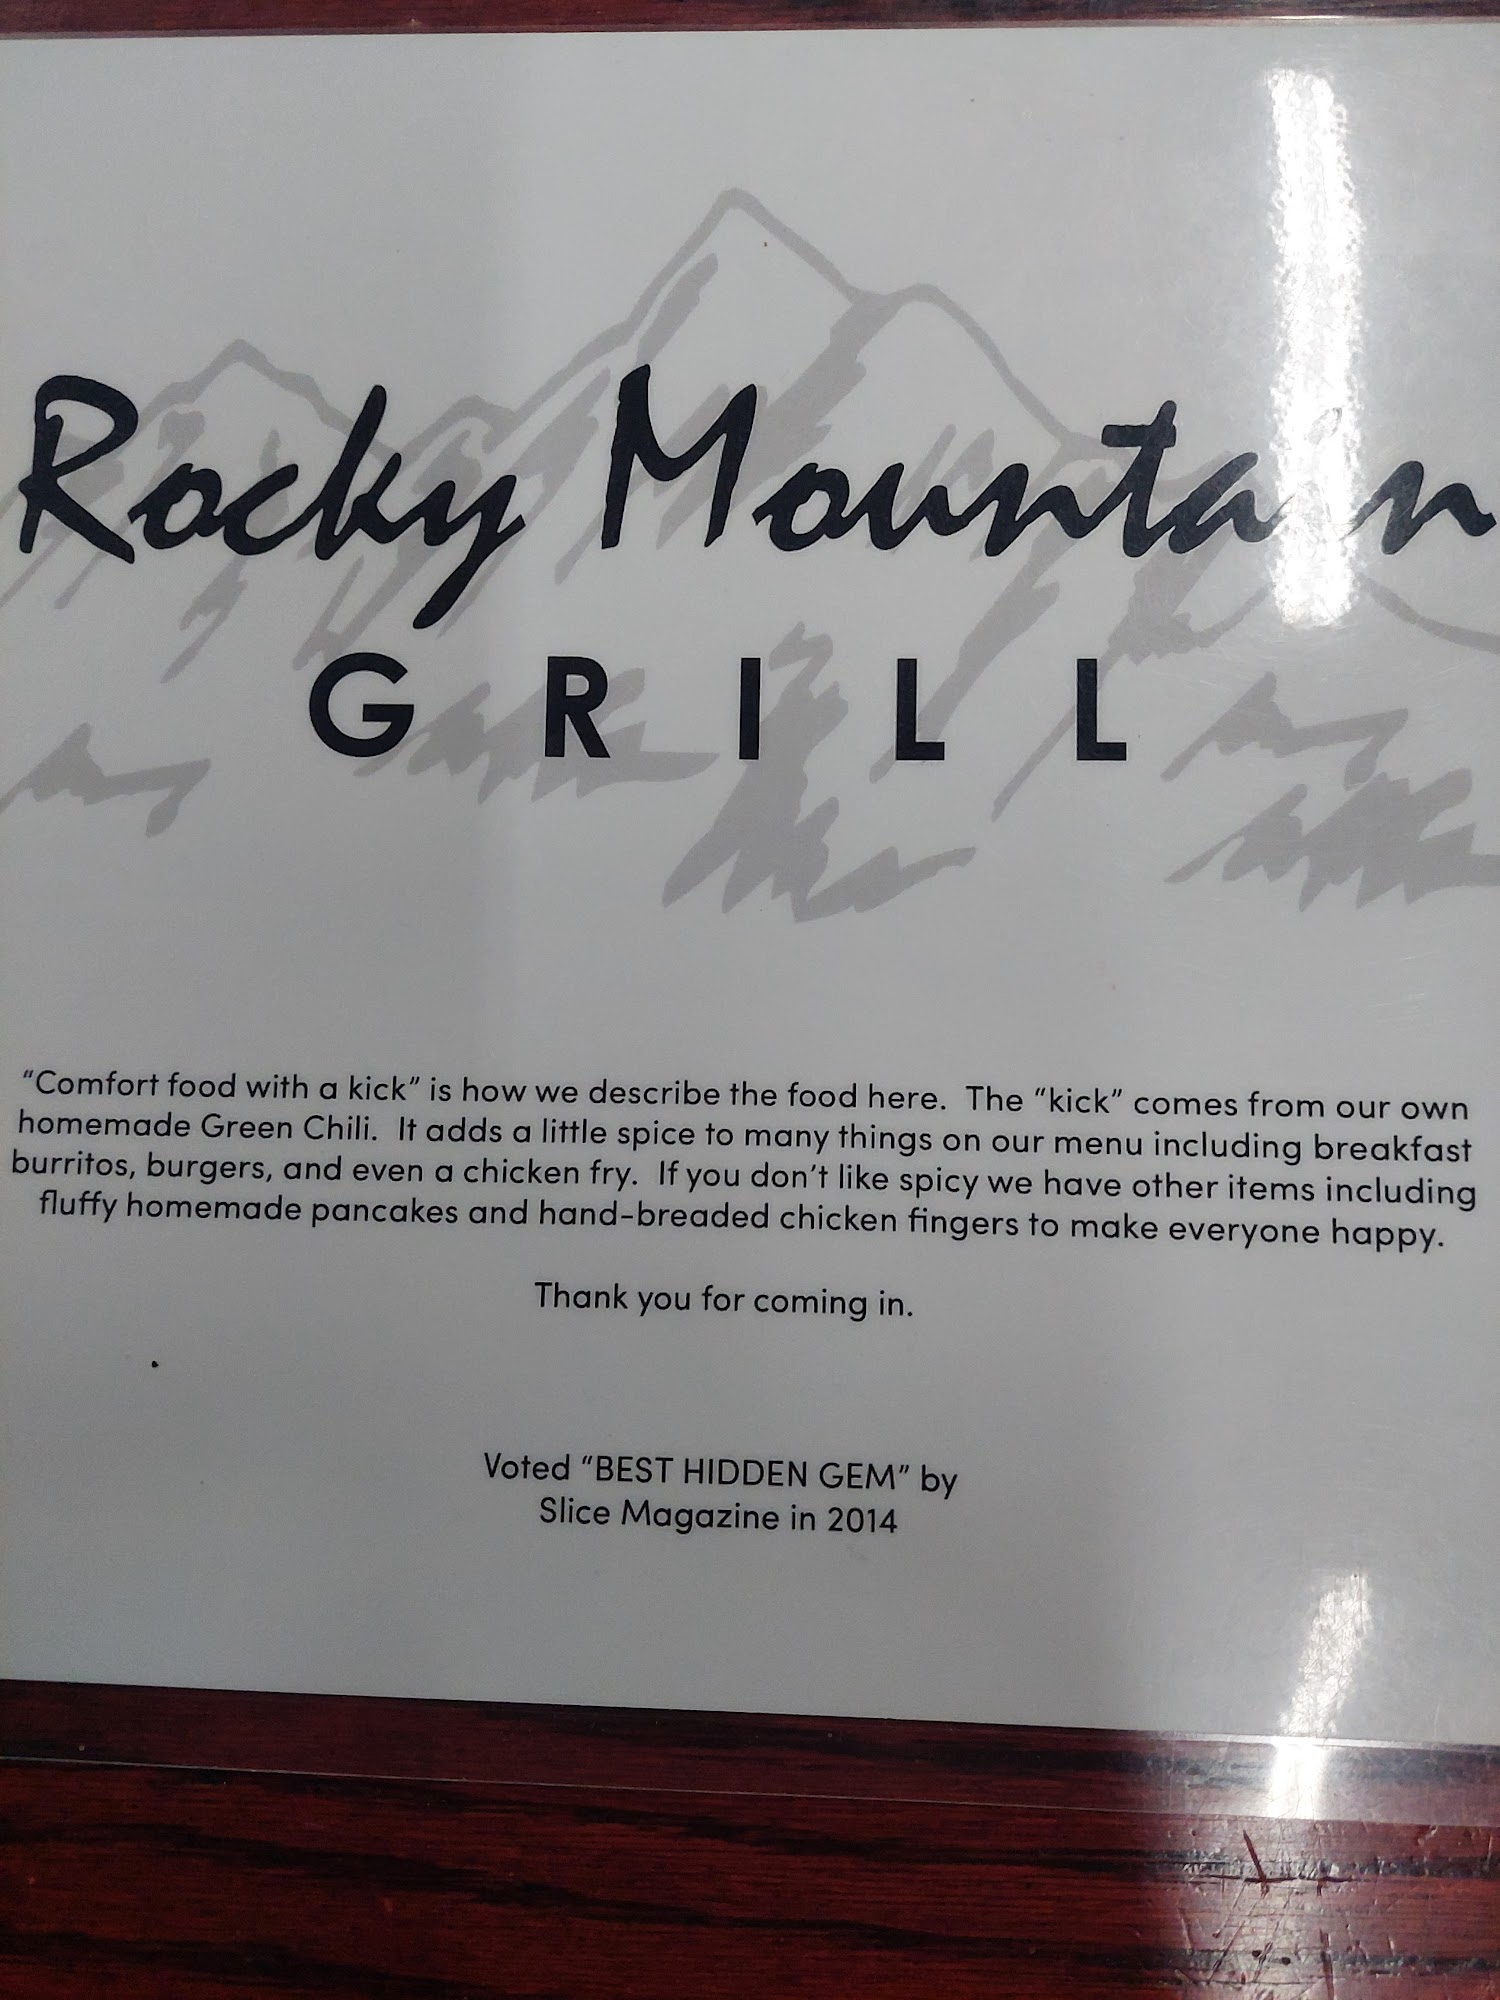 Rocky Mountain
GRILL
“Comfort food with a kick” is how we describe the food here. The “kick” comes from our own
homemade Green Chili. It adds a little spice to many things on our menu including breakfast
burritos, burgers, and even a chicken fry. If you don’t like spicy we have other items including
fluffy homemade pancakes and hand-breaded chicken fingers to make everyone happy.
Thank you for coming in.
Voted “BEST HIDDEN GEM” by
Slice Magazine in 2014